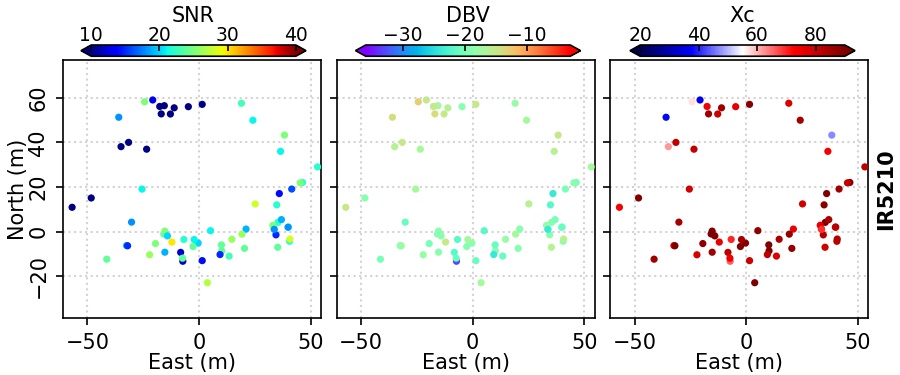 SNR DBV Xc
10 20 30 40 −30 −20 −10 20 40 60 80
60
40
20
0
−20
North (m)
IR5210
−50 0 50 −50 0 50 −50 0 50
East (m) East (m) East (m)